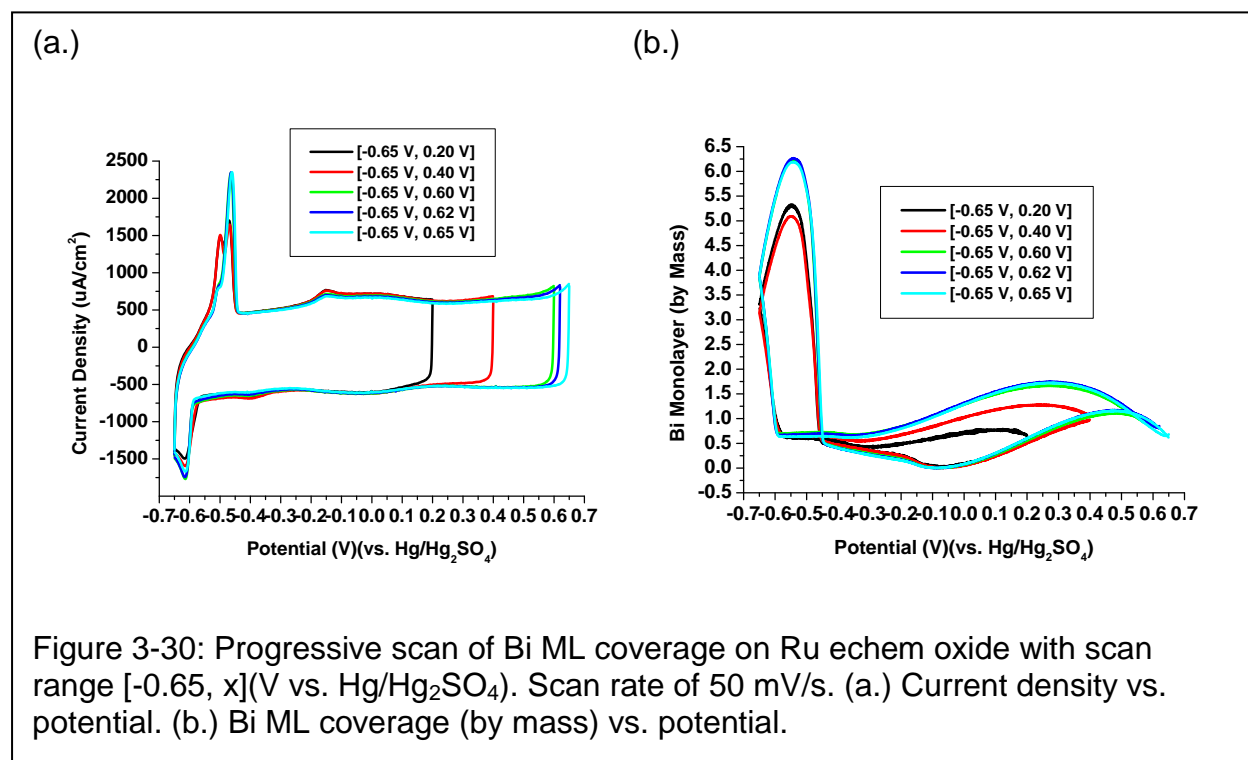 (a.)
(b.)
[-0.65 V, 0.20 V]
[-0.65 V, 0.40 V]
[-0.65 V, 0.60 V]
[-0.65 V, 0.62 V]
[-0.65 V, 0.65 V]
2500
2000
1500
1000
500
0
-500
-1000
-1500
Current Density (uA/cm²)
-0.7 -0.6 -0.5 -0.4 -0.3 -0.2 -0.1 0.0 0.1 0.2 0.3 0.4 0.5 0.6 0.7
Potential (V)(vs. Hg/Hg₂SO₄)
[-0.65 V, 0.20 V]
[-0.65 V, 0.40 V]
[-0.65 V, 0.60 V]
[-0.65 V, 0.62 V]
[-0.65 V, 0.65 V]
6.5
6.0
5.5
5.0
4.5
4.0
3.5
3.0
2.5
2.0
1.5
1.0
0.5
0.0
-0.5
Bi Monolayer (by Mass)
-0.7 -0.6 -0.5 -0.4 -0.3 -0.2 -0.1 0.0 0.1 0.2 0.3 0.4 0.5 0.6 0.7
Potential (V)(vs. Hg/Hg₂SO₄)
Figure 3-30: Progressive scan of Bi ML coverage on Ru echem oxide with scan
range [-0.65, x](V vs. Hg/Hg₂SO₄). Scan rate of 50 mV/s. (a.) Current density vs.
potential. (b.) Bi ML coverage (by mass) vs. potential.